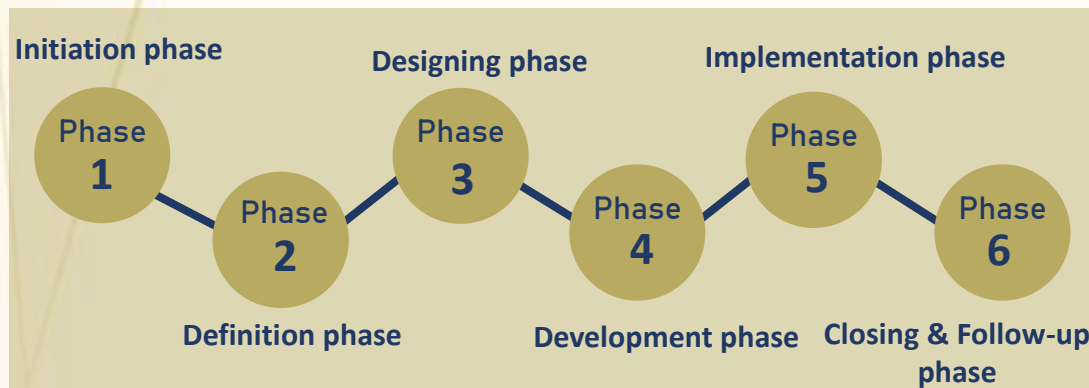 Initiation phase
Phase
1
Phase
2
Definition phase
Designing phase
Phase
3
Phase
4
Development phase
Implementation phase
Phase
5
Phase
6
Closing & Follow-up
phase